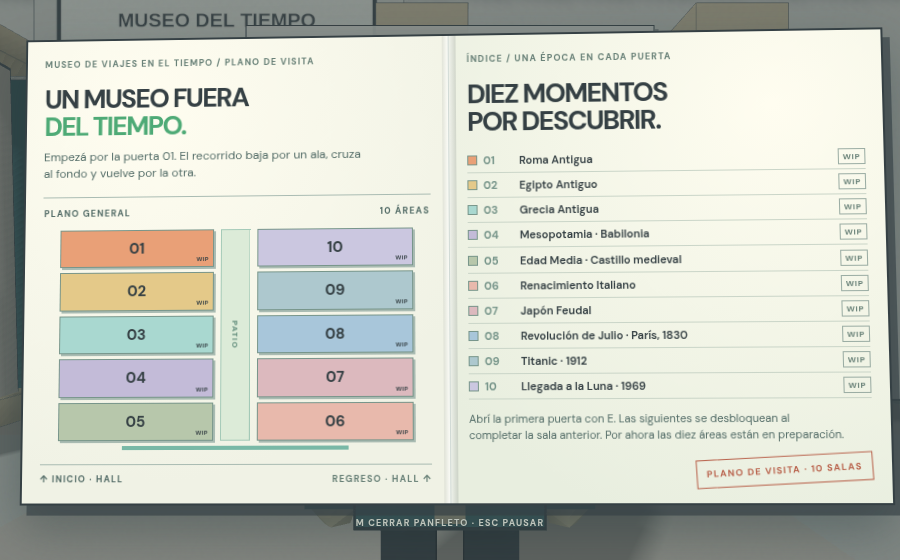 MUSEO DEL TIEMPO
MUSEO DE VIAJES EN EL TIEMPO / PLANO DE VISITA
UN MUSEO FUERA
DEL TIEMPO.
Empezá por la puerta 01. El recorrido baja por un ala, cruza
al fondo y vuelve por la otra.
PLANO GENERAL
10 ÁREAS
01
WIP
10
WIP
02
WIP
09
WIP
03
WIP
08
WIP
04
WIP
07
WIP
05
WIP
06
WIP
PATIO
↑ INICIO · HALL
REGRESO · HALL ↑
ÍNDICE / UNA ÉPOCA EN CADA PUERTA
DIEZ MOMENTOS
POR DESCUBRIR.
01 Roma Antigua WIP
02 Egipto Antiguo WIP
03 Grecia Antigua WIP
04 Mesopotamia · Babilonia WIP
05 Edad Media · Castillo medieval WIP
06 Renacimiento Italiano WIP
07 Japón Feudal WIP
08 Revolución de Julio · París, 1830 WIP
09 Titanic · 1912 WIP
10 Llegada a la Luna · 1969 WIP
Abrí la primera puerta con E. Las siguientes se desbloquean al
completar la sala anterior. Por ahora las diez áreas están en preparación.
PLANO DE VISITA · 10 SALAS
M CERRAR PANFLETO · ESC PAUSAR